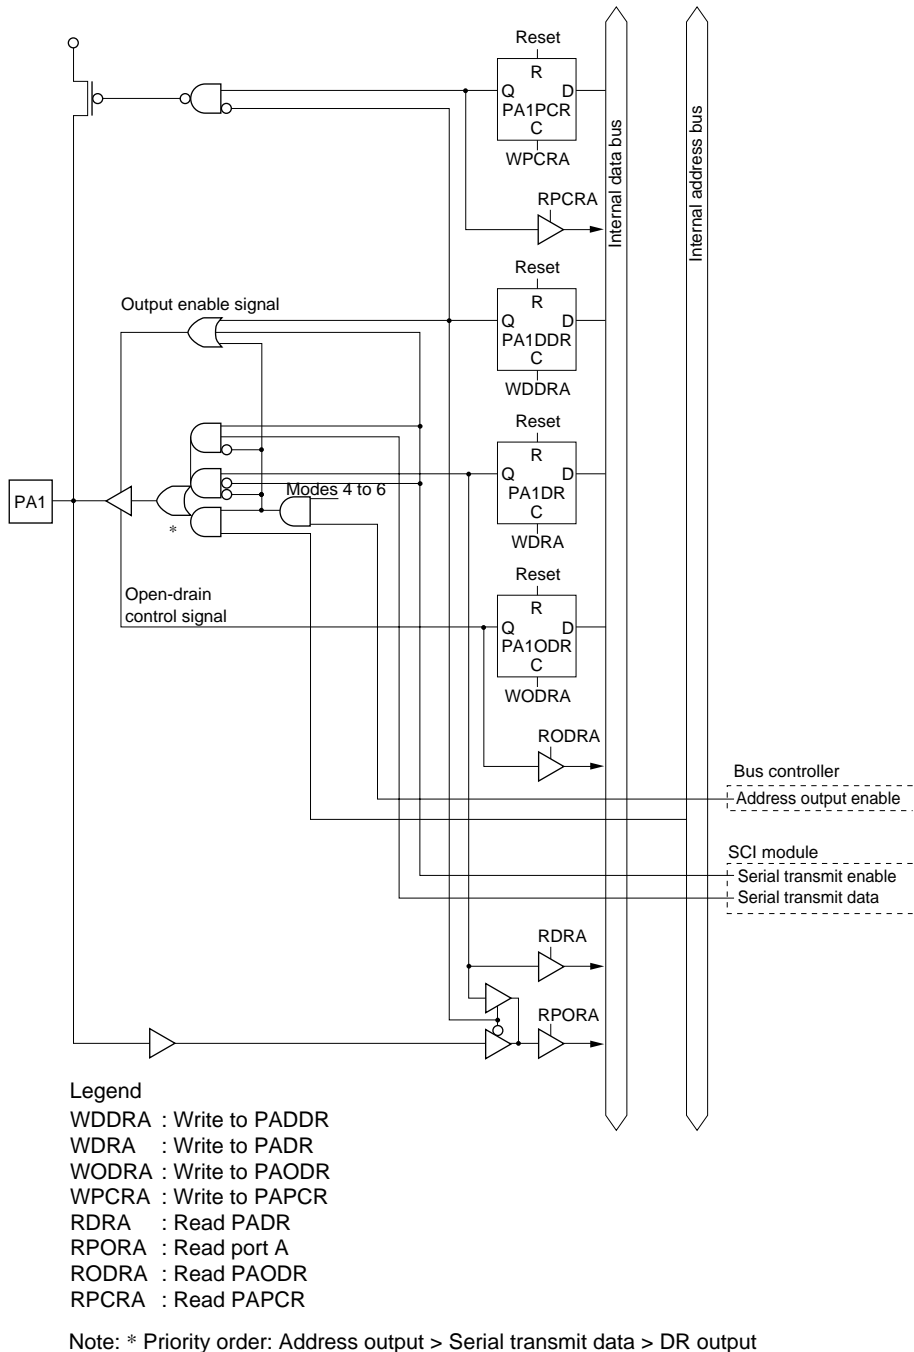 Reset
R
Q D
PA1PCR
C
WPCRA
RPCRA
Internal data bus
Internal address bus
Reset
Output enable signal
R
Q D
PA1DDR
C
WDDRA
Reset
R
Q D
Modes 4 to 6
PA1DR
C
PA1
*
WDRA
Reset
Open-drain
control signal
R
Q D
PA1ODR
C
WODRA
RODRA
Bus controller
Address output enable
SCI module
Serial transmit enable
Serial transmit data
RDRA
RPORA
Legend
WDDRA : Write to PADDR
WDRA : Write to PADR
WODRA : Write to PAODR
WPCRA : Write to PAPCR
RDRA : Read PADR
RPORA : Read port A
RODRA : Read PAODR
RPCRA : Read PAPCR
Note: * Priority order: Address output > Serial transmit data > DR output